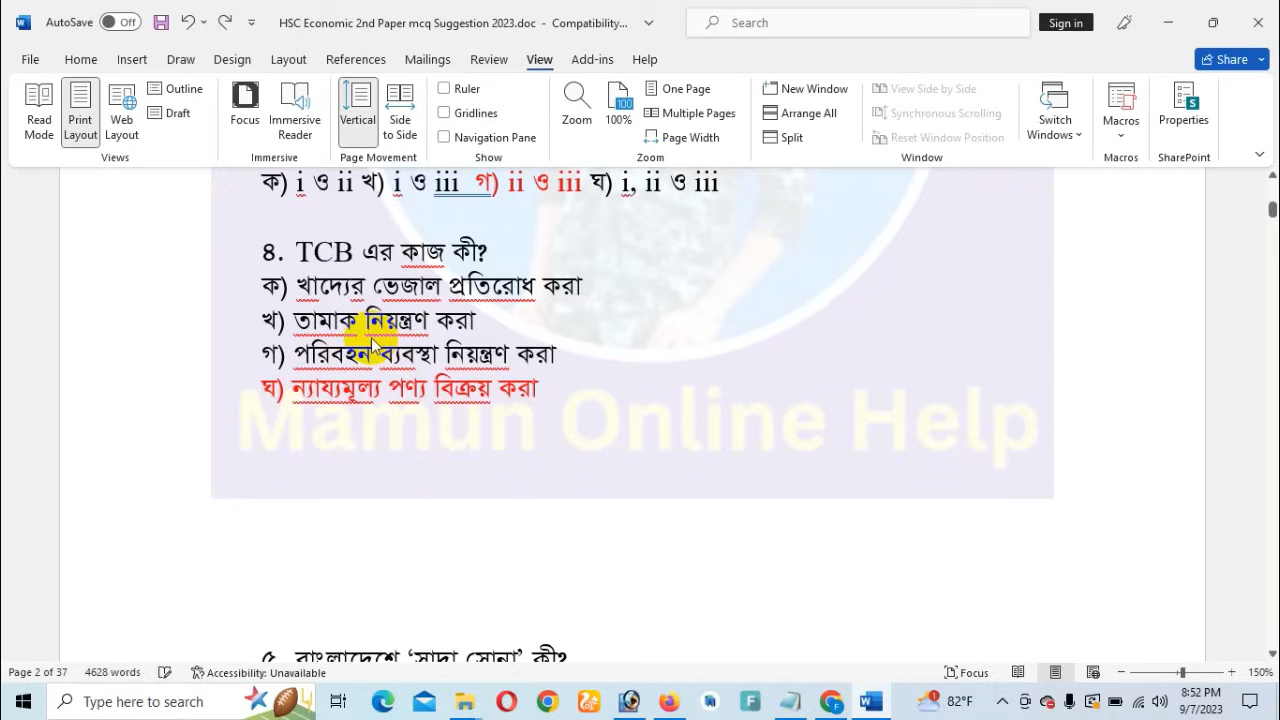 AutoSave Off HSC Economic 2nd Paper mcq Suggestion 2023.doc - Compatibility... Search Sign in
File Home Insert Draw Design Layout References Mailings Review View Add-ins Help Share
Read Mode
Print Layout
Web Layout
Outline
Draft
Views
Focus
Immersive Reader
Immersive
Vertical
Side to Side
Page Movement
Ruler
Gridlines
Navigation Pane
Show
Zoom
100
100%
One Page
Multiple Pages
Page Width
Zoom
New Window
Arrange All
Split
View Side by Side
Synchronous Scrolling
Reset Window Position
Switch Windows
Window
Macros
Macros
Properties
SharePoint
ক) i ও ii খ) i ও iii গ) ii ও iii ঘ) i, ii ও iii
৪. TCB এর কাজ কী?
ক) খাদ্যের ভেজাল প্রতিরোধ করা
খ) তামাক নিয়ন্ত্রণ করা
গ) পরিবহন ব্যবস্থা নিয়ন্ত্রণ করা
ঘ) ন্যায্যমূল্য পণ্য বিক্রয় করা
Mamun Online Help
৫. বাংলাদেশে ‘সাদা সোনা’ কী?
Page 2 of 37 4628 words Accessibility: Unavailable Focus 150%
Type here to search 82°F 8:52 PM
9/7/2023